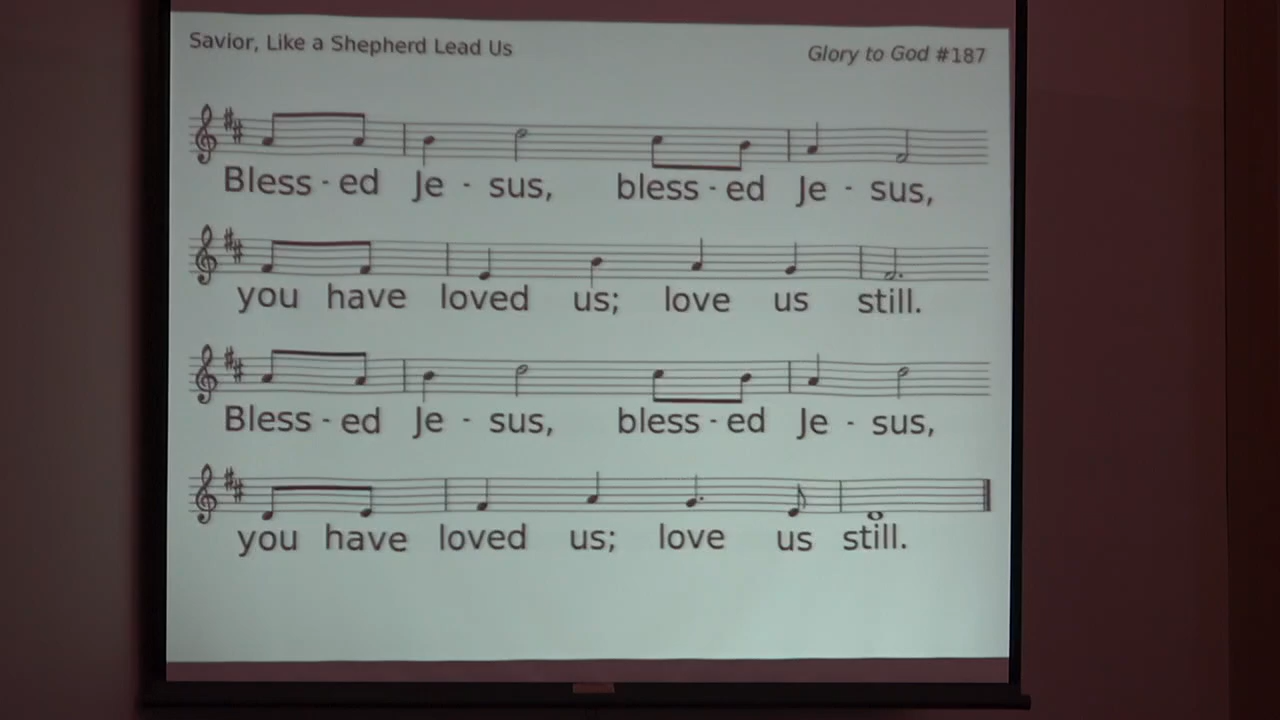 Savior, Like a Shepherd Lead Us
Glory to God #187
Bless - ed Je - sus, bless - ed Je - sus,
you have loved us; love us still.
Bless - ed Je - sus, bless - ed Je - sus,
you have loved us; love us still.